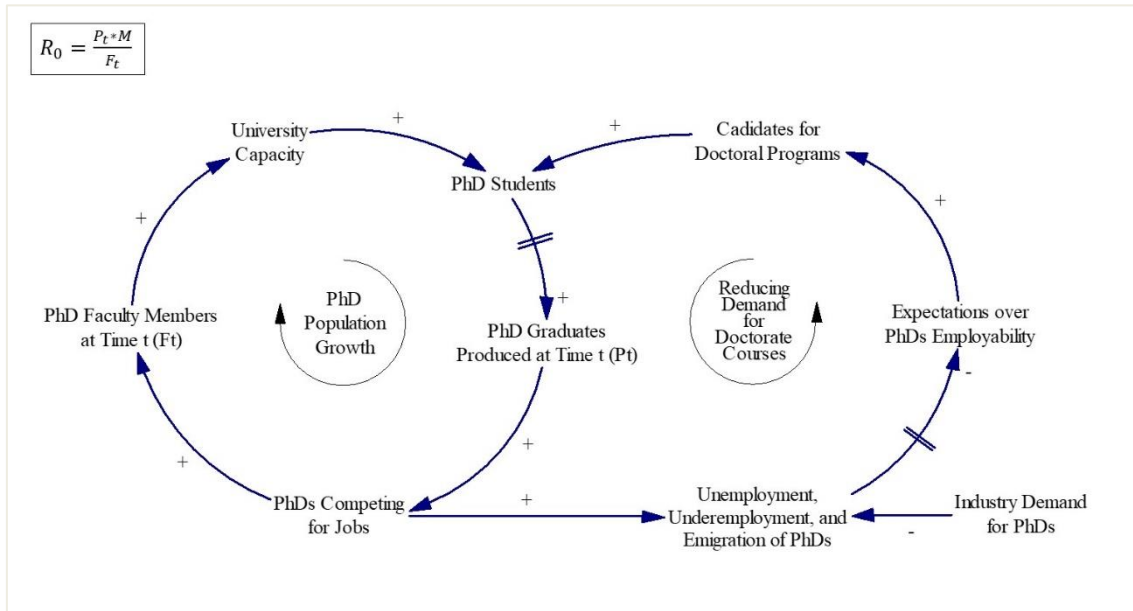 R₀ = Pₜ*M / Fₜ
University
Capacity
+
+
Cadidates for
Doctoral Programs
PhD Students
+
+
PhD Faculty Members
at Time t (Ft)
PhD
Population
Growth
+
PhD Graduates
Produced at Time t (Pt)
Reducing
Demand
for
Doctorate
Courses
Expectations over
PhDs Employability
-
+
+
PhDs Competing
for Jobs
+
Unemployment,
Underemployment, and
Emigration of PhDs
-
Industry Demand
for PhDs